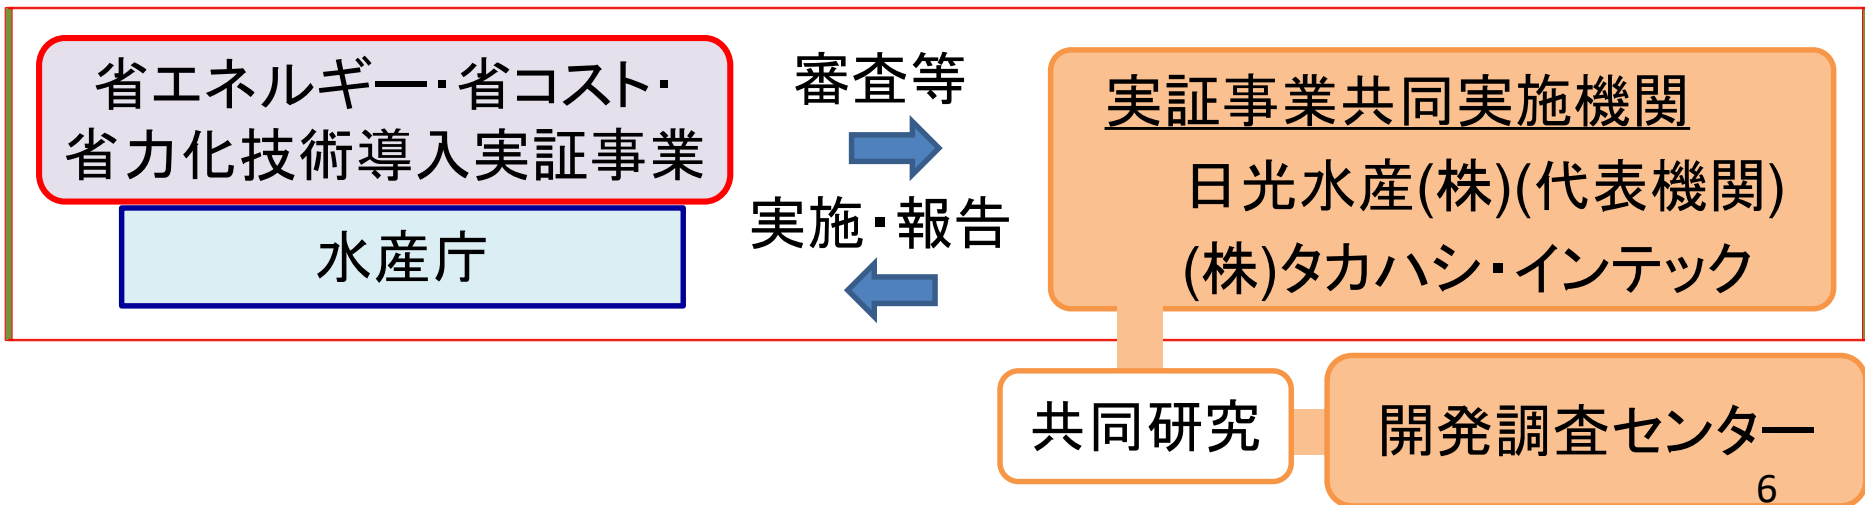 省エネルギー・省コスト・
省力化技術導入実証事業
水産庁
審査等
実施・報告
実証事業共同実施機関
日光水産(株)(代表機関)
(株)タカハシ・インテック
共同研究
開発調査センター
6